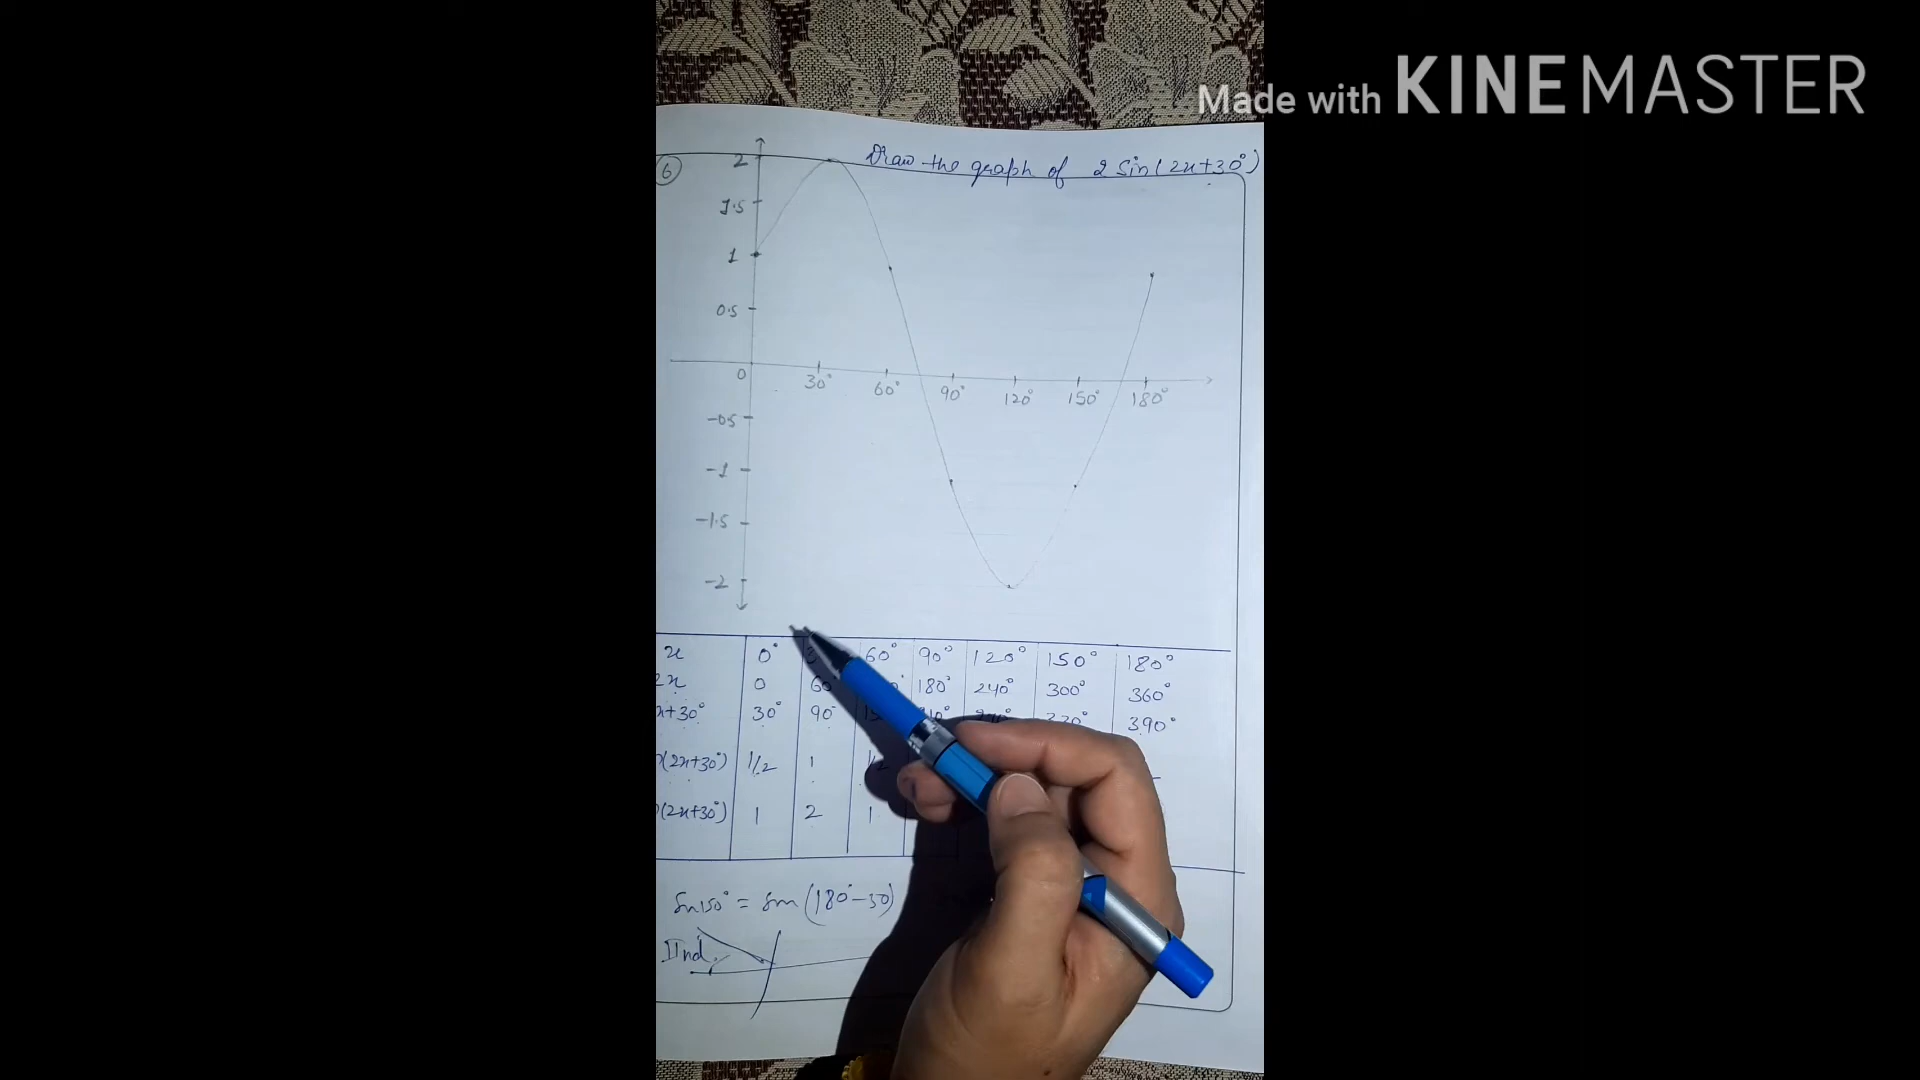 Made with KINEMASTER
6
Draw the graph of 2 Sin(2x+30°)
2
1.5
1
0.5
0 30° 60° 90° 120° 150° 180°
-0.5
-1
-1.5
-2
x 0° 60° 90° 120° 150° 180°
2x 0 60° 180° 240° 300° 360°
x+30° 30° 90° 390°
(2x+30°) 1/2 1 1/2
(2x+30°) 1 2 1
Sin150° = Sin (180°-30)
IInd.